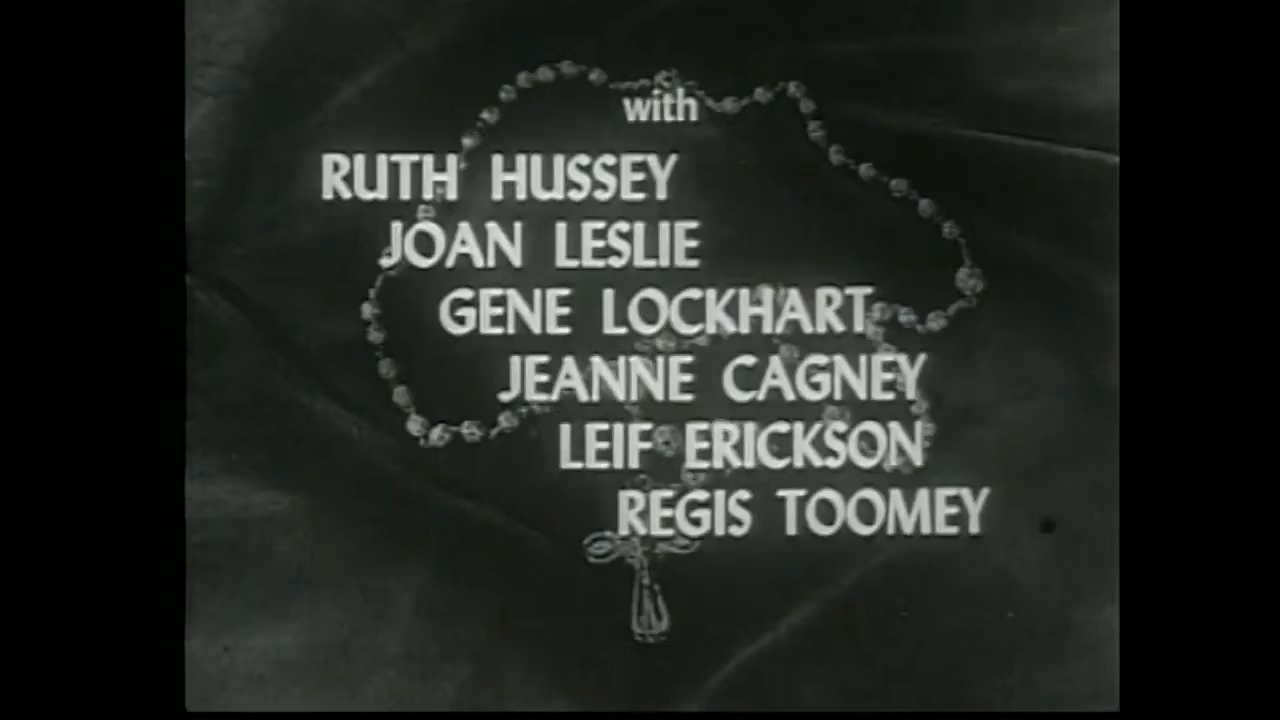 with
RUTH HUSSEY
JOAN LESLIE
GENE LOCKHART
JEANNE CAGNEY
LEIF ERICKSON
REGIS TOOMEY